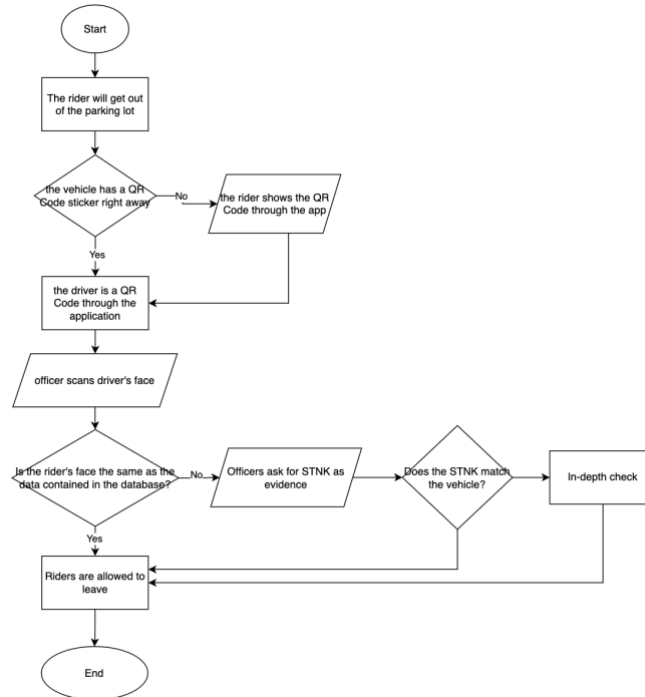 Start
The rider will get out
of the parking lot
the vehicle has a QR
Code sticker right away
No
the rider shows the QR
Code through the app
Yes
the driver is a QR
Code through the
application
officer scans driver's face
Is the rider's face the same as the
data contained in the database?
No
Officers ask for STNK as
evidence
Does the STNK match
the vehicle?
In-depth check
Yes
Riders are allowed to
leave
End